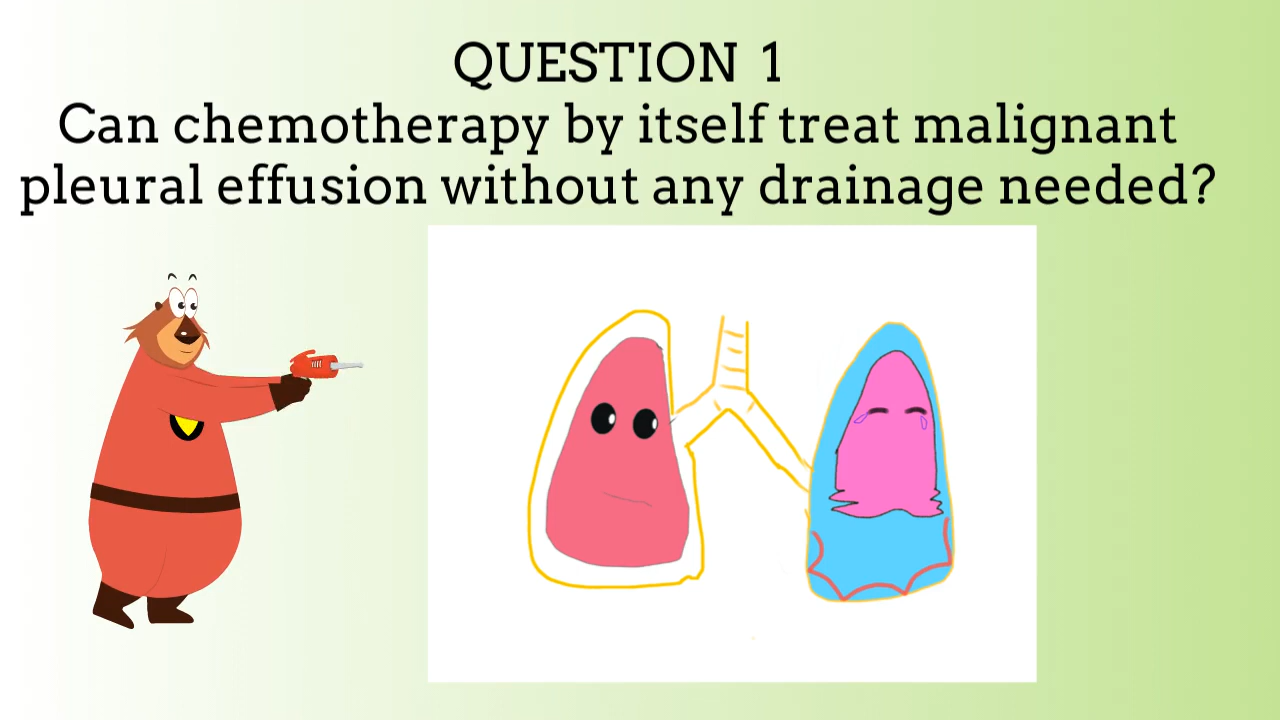 QUESTION 1
Can chemotherapy by itself treat malignant
pleural effusion without any drainage needed?